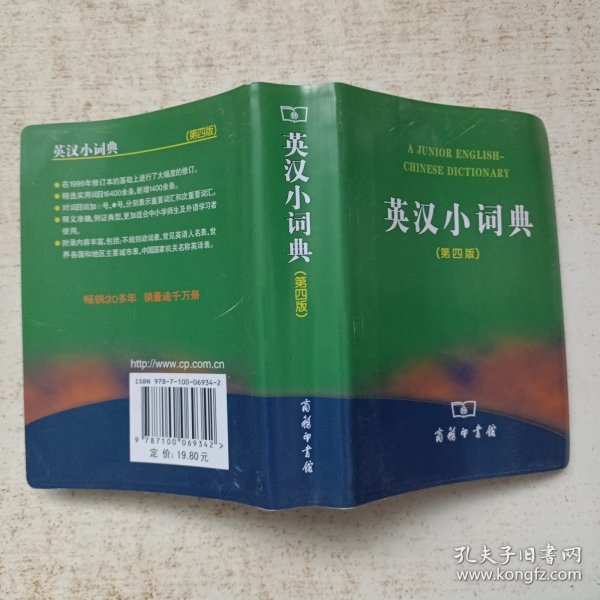 英汉小词典
(第四版)
在1999年修订本的基础上进行了大幅度的修订。
精选实用词目16400余条,新增1400余条。
对词目词加☆号、★号,分别表示重要词汇和次重要词汇。
释义准确,例证典型,更加适合中小学师生及外语学习者
使用。
附录内容丰富,包括:不规则动词表,常见英语人名表、世
界各国和地区主要城市表,中国国家机关名称英译表。
畅销30多年 销量逾千万册
http://www.cp.com.cn
ISBN 978-7-100-06934-2
9 787100 069342 >
定价:19.80元
英汉小词典
(第四版)
商务印书馆
A JUNIOR ENGLISH-
CHINESE DICTIONARY
英汉小词典
(第四版)
商务印书馆
孔夫子旧书网
www.kongfz.com